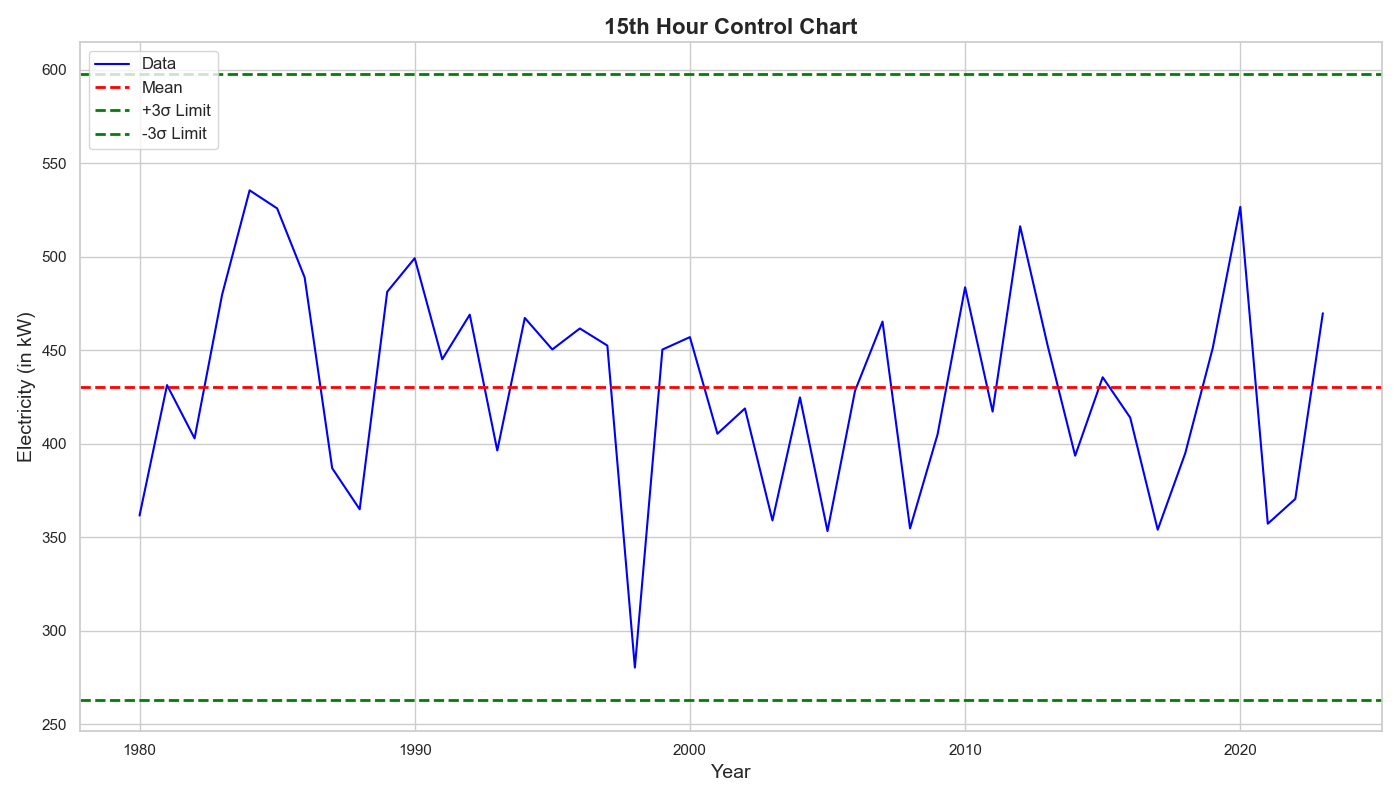 15th Hour Control Chart
Data
Mean
+3σ Limit
-3σ Limit
600
550
500
450
400
350
300
250
Electricity (in kW)
1980
1990
2000
2010
2020
Year